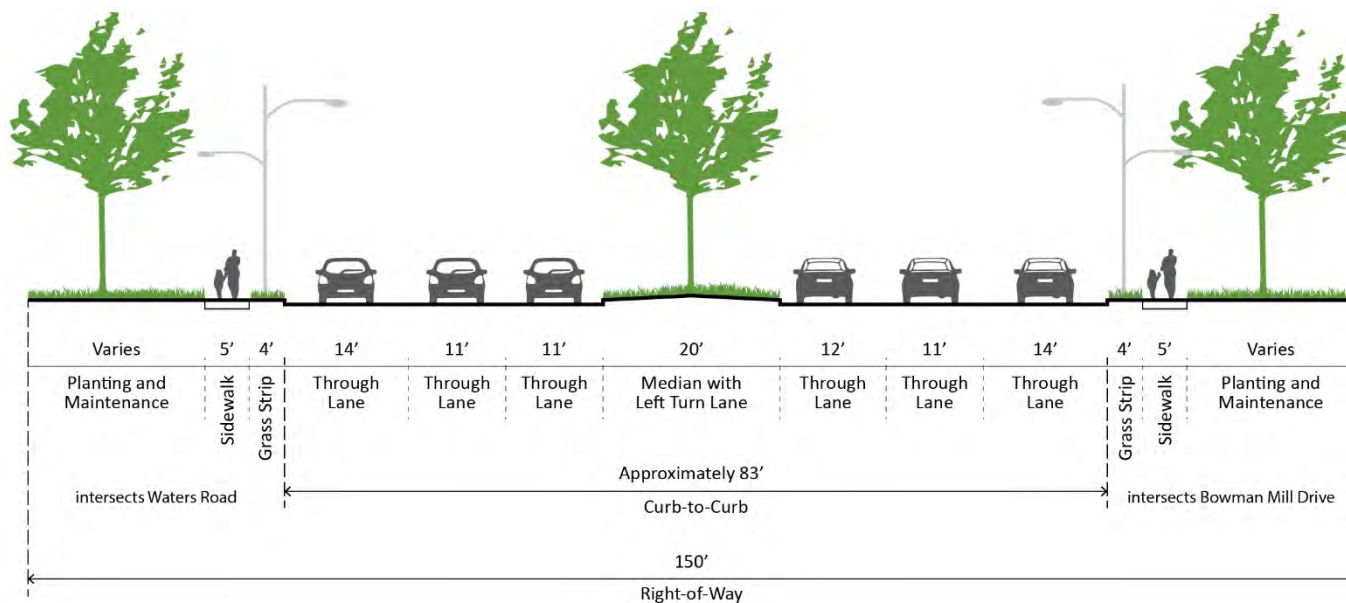 Varies 5’ 4’ 14’ 11’ 11’ 20’ 12’ 11’ 14’ 4’ 5’ Varies
Planting and Maintenance
Sidewalk
Grass Strip
Through Lane
Through Lane
Through Lane
Median with Left Turn Lane
Through Lane
Through Lane
Through Lane
Grass Strip
Sidewalk
Planting and Maintenance
Approximately 83’
intersects Waters Road
Curb-to-Curb
intersects Bowman Mill Drive
150’
Right-of-Way